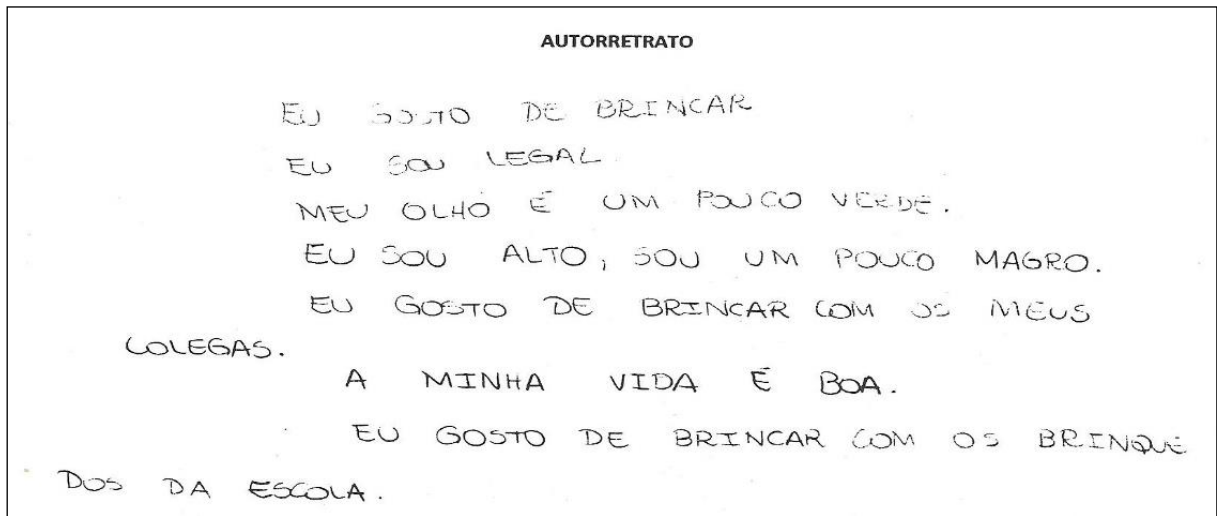 AUTORRETRATO
EU GOSTO DE BRINCAR
EU SOU LEGAL
MEU OLHO É UM POUCO VERDE.
EU SOU ALTO, SOU UM POUCO MAGRO.
EU GOSTO DE BRINCAR COM OS MEUS
COLEGAS.
A MINHA VIDA É BOA.
EU GOSTO DE BRINCAR COM OS BRINQUE
DOS DA ESCOLA.